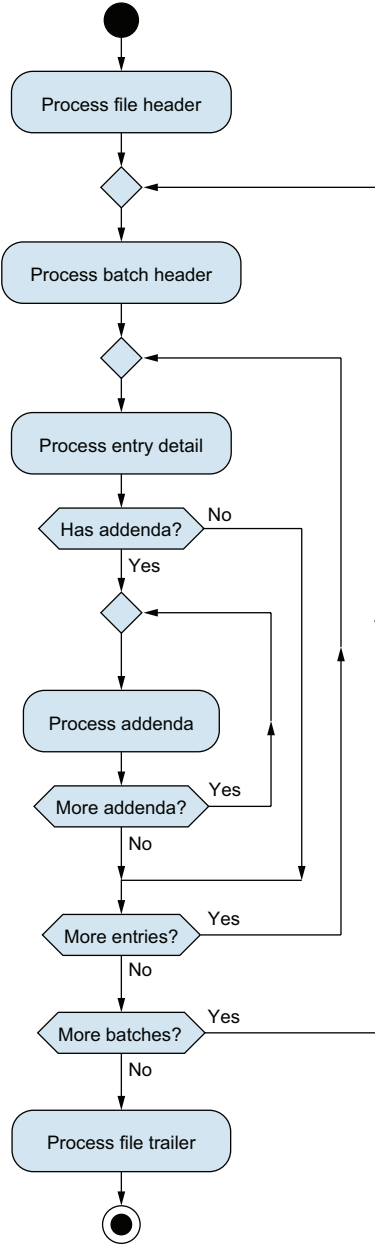 Process file header
Process batch header
Process entry detail
Has addenda?
No
Yes
Process addenda
More addenda?
Yes
No
More entries?
Yes
No
More batches?
Yes
No
Process file trailer